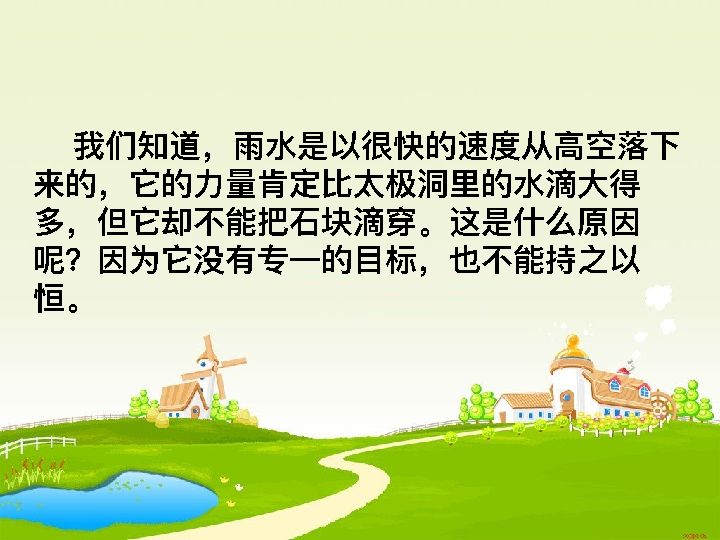 我们知道，雨水是以很快的速度从高空落下
来的，它的力量肯定比太极洞里的水滴大得
多，但它却不能把石块滴穿。这是什么原因
呢？因为它没有专一的目标，也不能持之以
恒。